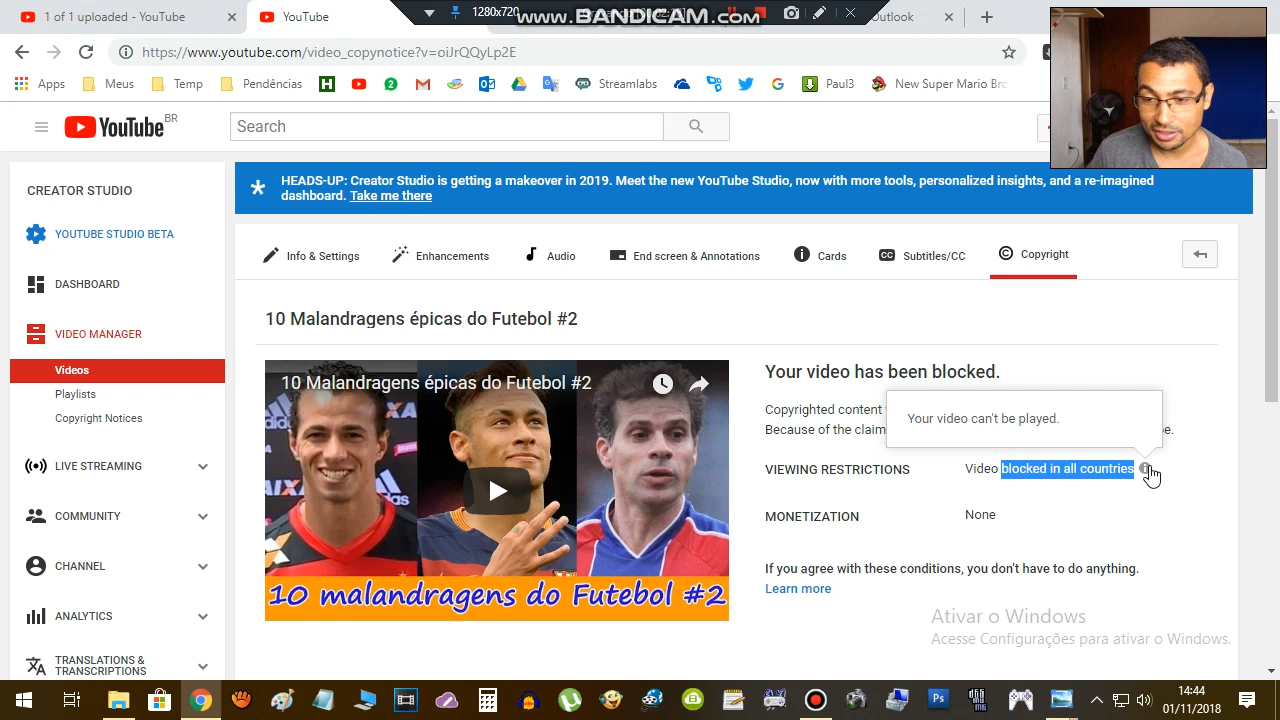 1 of 1 uploaded - YouTube
YouTube
1280x720
www.BANDICAM.com
Outlook
https://www.youtube.com/video_copynotice?v=oiJrQQyLp2E
Apps
Meus
Temp
Pendências
Streamlabs
Paul3
New Super Mario Bro
YouTube BR
Search
CREATOR STUDIO
YOUTUBE STUDIO BETA
DASHBOARD
VIDEO MANAGER
Videos
Playlists
Copyright Notices
LIVE STREAMING
COMMUNITY
CHANNEL
ANALYTICS
TRANSLATIONS &
TRANSCRIPTIONS
HEADS-UP: Creator Studio is getting a makeover in 2019. Meet the new YouTube Studio, now with more tools, personalized insights, and a re-imagined
dashboard. Take me there
Info & Settings
Enhancements
Audio
End screen & Annotations
Cards
CC Subtitles/CC
Copyright
10 Malandragens épicas do Futebol #2
10 Malandragens épicas do Futebol #2
10 malandragens do Futebol #2
Your video has been blocked.
Copyrighted content
Your video can't be played.
Because of the claim
VIEWING RESTRICTIONS
Video blocked in all countries
MONETIZATION
None
If you agree with these conditions, you don't have to do anything.
Learn more
Ativar o Windows
Acesse Configurações para ativar o Windows.
Ps
14:44
01/11/2018